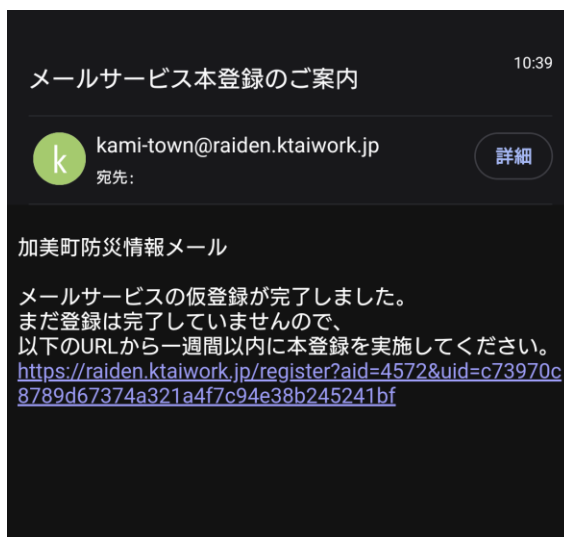 10:39
メールサービス本登録のご案内
k
kami-town@raiden.ktaiwork.jp
宛先:
詳細
加美町防災情報メール
メールサービスの仮登録が完了しました。
まだ登録は完了していませんので、
以下のURLから一週間以内に本登録を実施してください。
https://raiden.ktaiwork.jp/register?aid=4572&uid=c73970c
8789d67374a321a4f7c94e38b245241bf